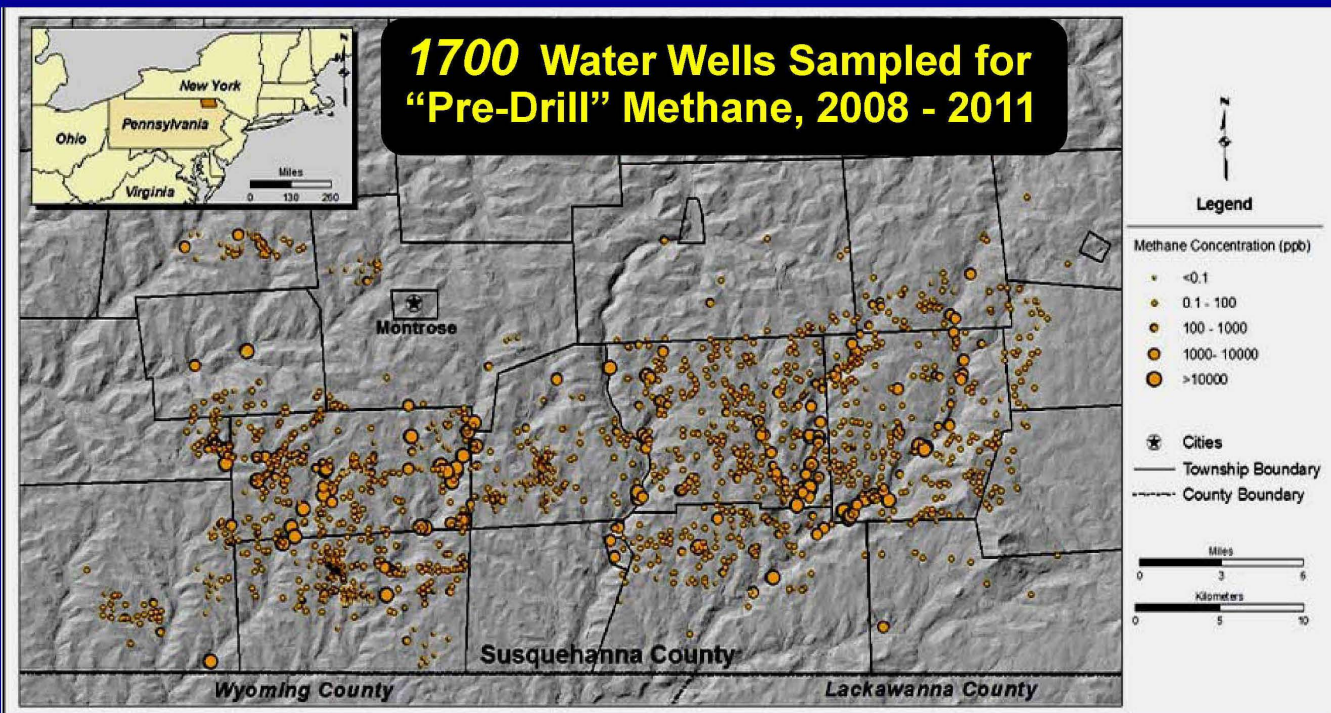 1700 Water Wells Sampled for
“Pre-Drill” Methane, 2008 - 2011
New York
Pennsylvania
Ohio
Virginia
Miles
0 130 260
N
Legend
Methane Concentration (ppb)
<0.1
0.1 - 100
100 - 1000
1000- 10000
>10000
Cities
Township Boundary
County Boundary
Miles
0 3 6
Kilometers
0 5 10
Montrose
Susquehanna County
Wyoming County
Lackawanna County